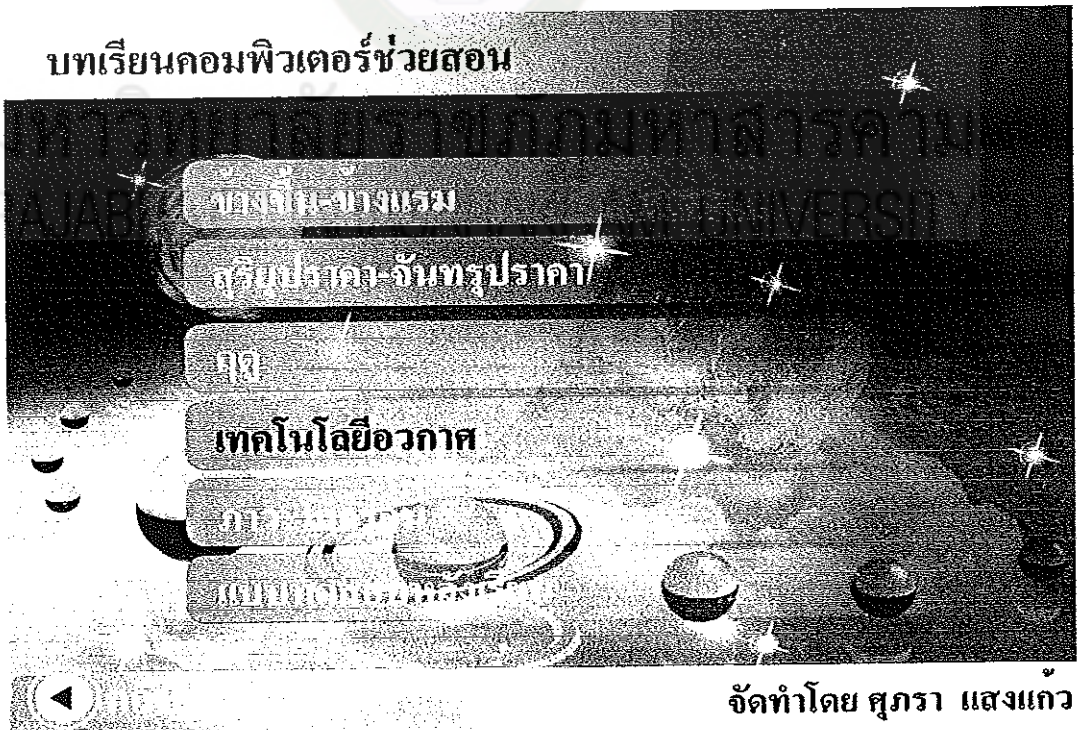 บทเรียนคอมพิวเตอร์ช่วยสอน
ข้างขึ้น-ข้างแรม
สุริยุปราคา-จันทรุปราคา
ฤดู
เทคโนโลยีอวกาศ
จัดทำโดย ศุภรา แสงแก้ว